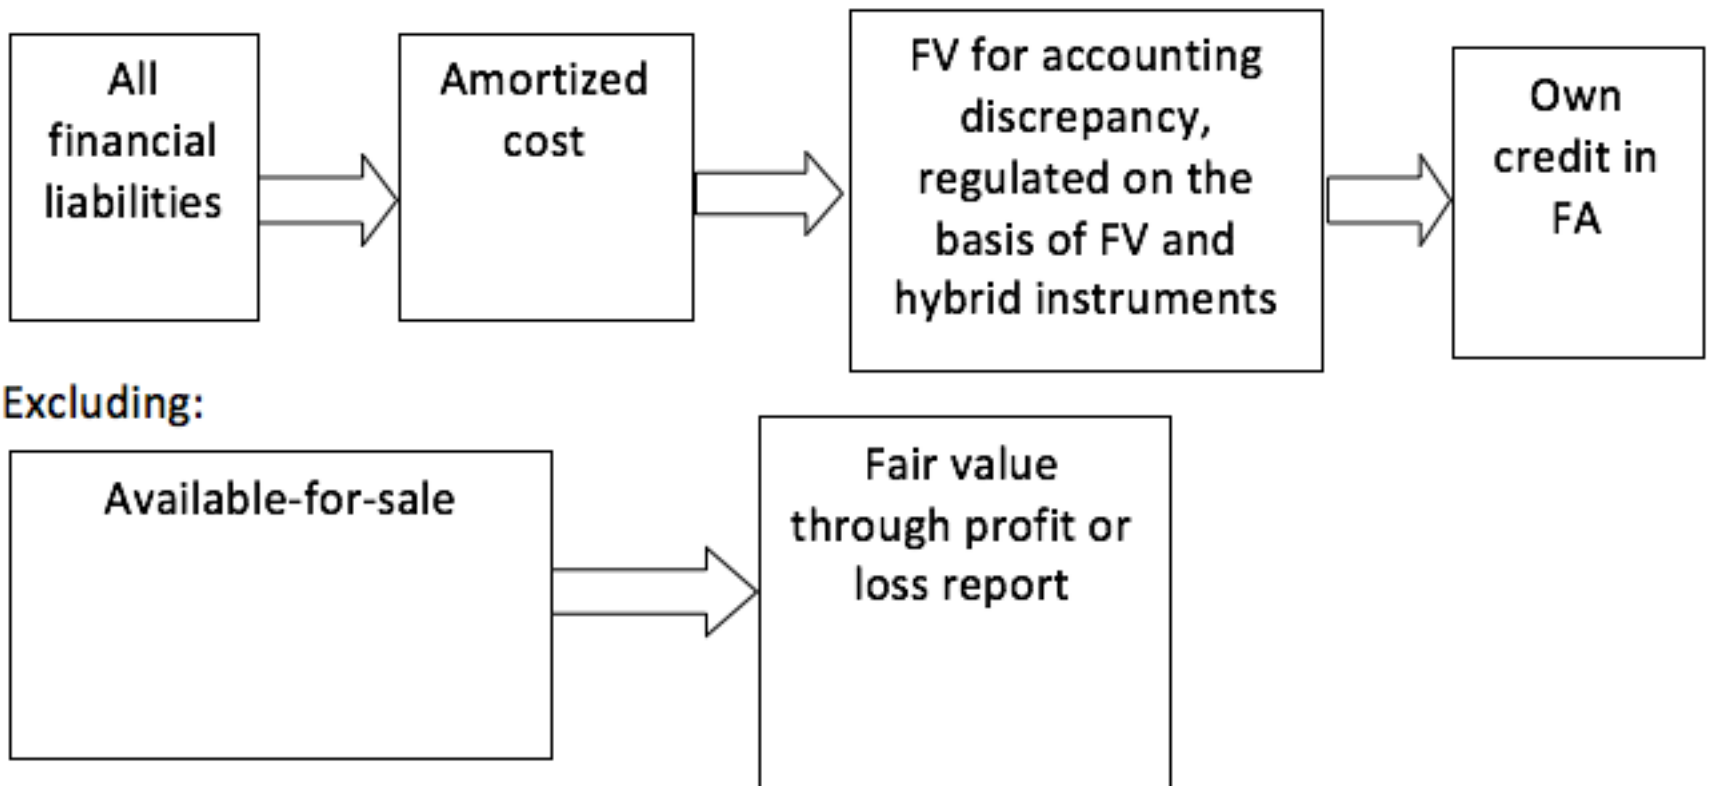 All
financial
liabilities
Amortized
cost
FV for accounting
discrepancy,
regulated on the
basis of FV and
hybrid instruments
Own
credit in
FA
Excluding:
Available-for-sale
Fair value
through profit or
loss report